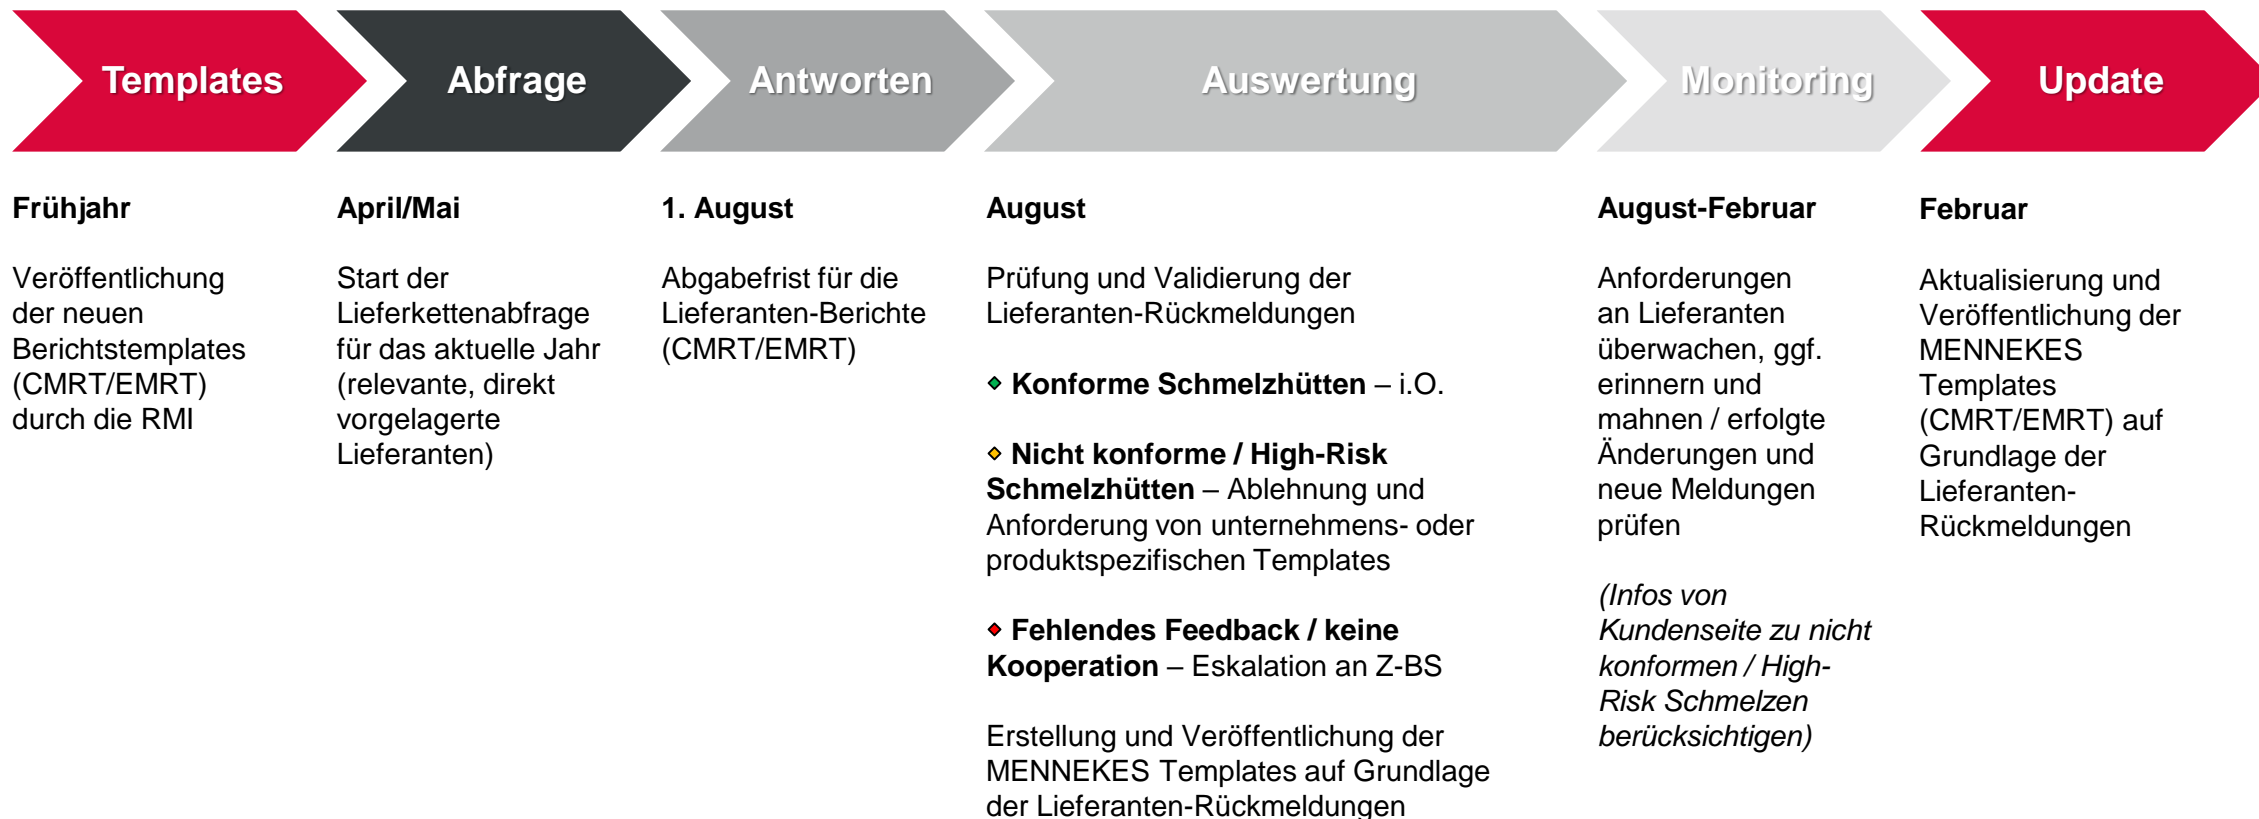 Templates
Abfrage
Antworten
Auswertung
Monitoring
Update
Frühjahr
Veröffentlichung
der neuen
Berichtstemplates
(CMRT/EMRT)
durch die RMI
April/Mai
Start der
Lieferkettenabfrage
für das aktuelle Jahr
(relevante, direkt
vorgelagerte
Lieferanten)
1. August
Abgabefrist für die
Lieferanten-Berichte
(CMRT/EMRT)
August
Prüfung und Validierung der
Lieferanten-Rückmeldungen
Konforme Schmelzhütten – i.O.
Nicht konforme / High-Risk
Schmelzhütten – Ablehnung und
Anforderung von unternehmens- oder
produktspezifischen Templates
Fehlendes Feedback / keine
Kooperation – Eskalation an Z-BS
Erstellung und Veröffentlichung der
MENNEKES Templates auf Grundlage
der Lieferanten-Rückmeldungen
August-Februar
Anforderungen
an Lieferanten
überwachen, ggf.
erinnern und
mahnen / erfolgte
Änderungen und
neue Meldungen
prüfen
(Infos von
Kundenseite zu nicht
konformen / High-
Risk Schmelzen
berücksichtigen)
Februar
Aktualisierung und
Veröffentlichung der
MENNEKES
Templates
(CMRT/EMRT) auf
Grundlage der
Lieferanten-
Rückmeldungen